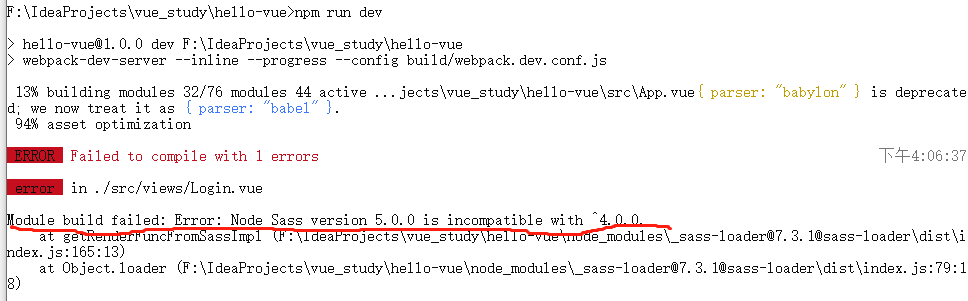 F:\IdeaProjects\vue_study\hello-vue>npm run dev
> hello-vue@1.0.0 dev F:\IdeaProjects\vue_study\hello-vue
> webpack-dev-server --inline --progress --config build/webpack.dev.conf.js
13% building modules 32/76 modules 44 active ...jects\vue_study\hello-vue\src\App.vue{ parser: "babylon" } is deprecate
d; we now treat it as { parser: "babel" }.
94% asset optimization
ERROR Failed to compile with 1 errors 下午4:06:37
error in ./src/views/Login.vue
Module build failed: Error: Node Sass version 5.0.0 is incompatible with ^4.0.0.
at getRenderFuncFromSassImpl (F:\IdeaProjects\vue_study\hello-vue\node_modules\_sass-loader@7.3.1@sass-loader\dist\i
ndex.js:165:13)
at Object.loader (F:\IdeaProjects\vue_study\hello-vue\node_modules\_sass-loader@7.3.1@sass-loader\dist\index.js:79:1
8)